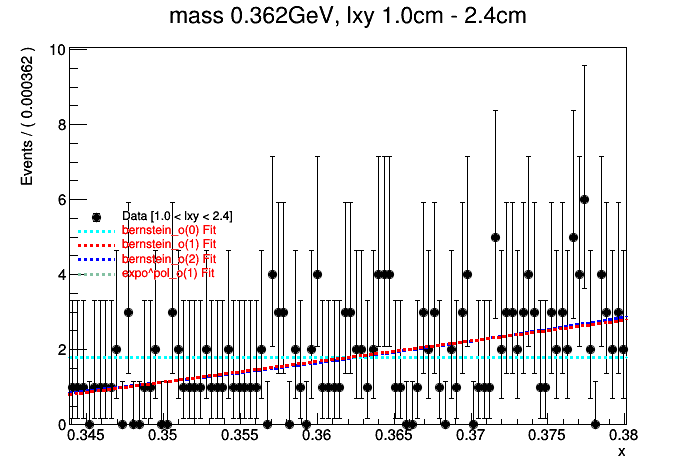 mass 0.362GeV, lxy 1.0cm - 2.4cm
Events / ( 0.000362 )
10
8
6
4
2
0
Data [1.0 < lxy < 2.4]
bernstein_o(0) Fit
bernstein_o(1) Fit
bernstein_o(2) Fit
expo^pol_o(1) Fit
0.345 0.35 0.355 0.36 0.365 0.37 0.375 0.38
x